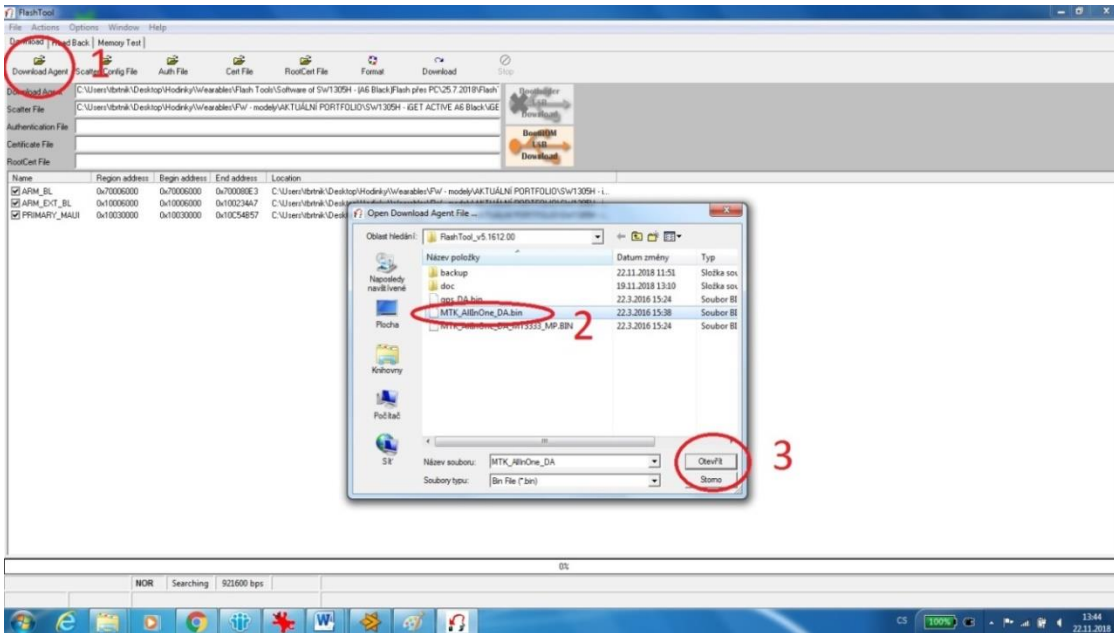 FlashTool
File Actions Options Window Help
Download Read Back Memory Test
1
Download Agent Scatter Config File Auth File Cert File RootCert File Format Download Stop
Download Agent C:\Users\tbrtnik\Desktop\Hodinky\Wearables\Flash Tools\Software of SW1305H - (A6 Black)Flash přes PC\25.7.2018\Flash
Scatter File C:\Users\tbrtnik\Desktop\Hodinky\Wearables\FW - modely\AKTUÁLNÍ PORTFOLIO\SW1305H - iGET ACTIVE A6 Black\iGE
Authentication File
Certificate File
RootCert File
Bootloader USB Download
BootROM USB Download
Name Region address Begin address End address Location
ARM_BL 0x70006000 0x70006000 0x700080E3 C:\Users\tbrtnik\Desktop\Hodinky\Wearables\FW - modely\AKTUÁLNÍ PORTFOLIO\SW1305H - i...
ARM_EXT_BL 0x10006000 0x10006000 0x100234A7
PRIMARY_MAUI 0x10030000 0x10030000 0x10C54857
Open Download Agent File ...
Oblast hledání: FlashTool_v5.1612.00
Název položky Datum změny Typ
Naposledy navštívené
Plocha
Knihovny
Počítač
Síť
backup 22.11.2018 11:51 Složka sou
doc 19.11.2018 13:10 Složka sou
gps_DA.bin 22.3.2016 15:24 Soubor BI
MTK_AllInOne_DA.bin 22.3.2016 15:38 Soubor BI
MTK_AllInOne_DA_MT3333_MP.BIN 22.3.2016 15:24 Soubor BI
2
Název souboru: MTK_AllInOne_DA Otevřít
3
Soubory typu: Bin File (*.bin) Storno
0%
NOR Searching 921600 bps
CS 100% 13:44
22.11.2018